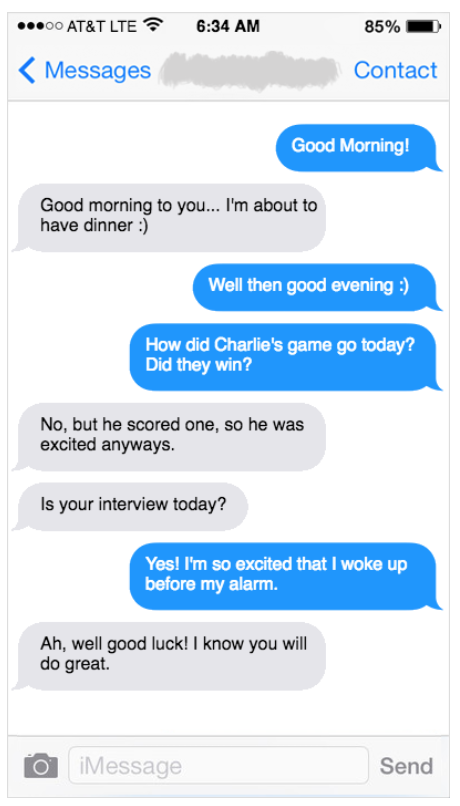 AT&T LTE 6:34 AM 85%
Messages Contact
Good Morning!
Good morning to you... I'm about to
have dinner :)
Well then good evening :)
How did Charlie's game go today?
Did they win?
No, but he scored one, so he was
excited anyways.
Is your interview today?
Yes! I'm so excited that I woke up
before my alarm.
Ah, well good luck! I know you will
do great.
iMessage Send